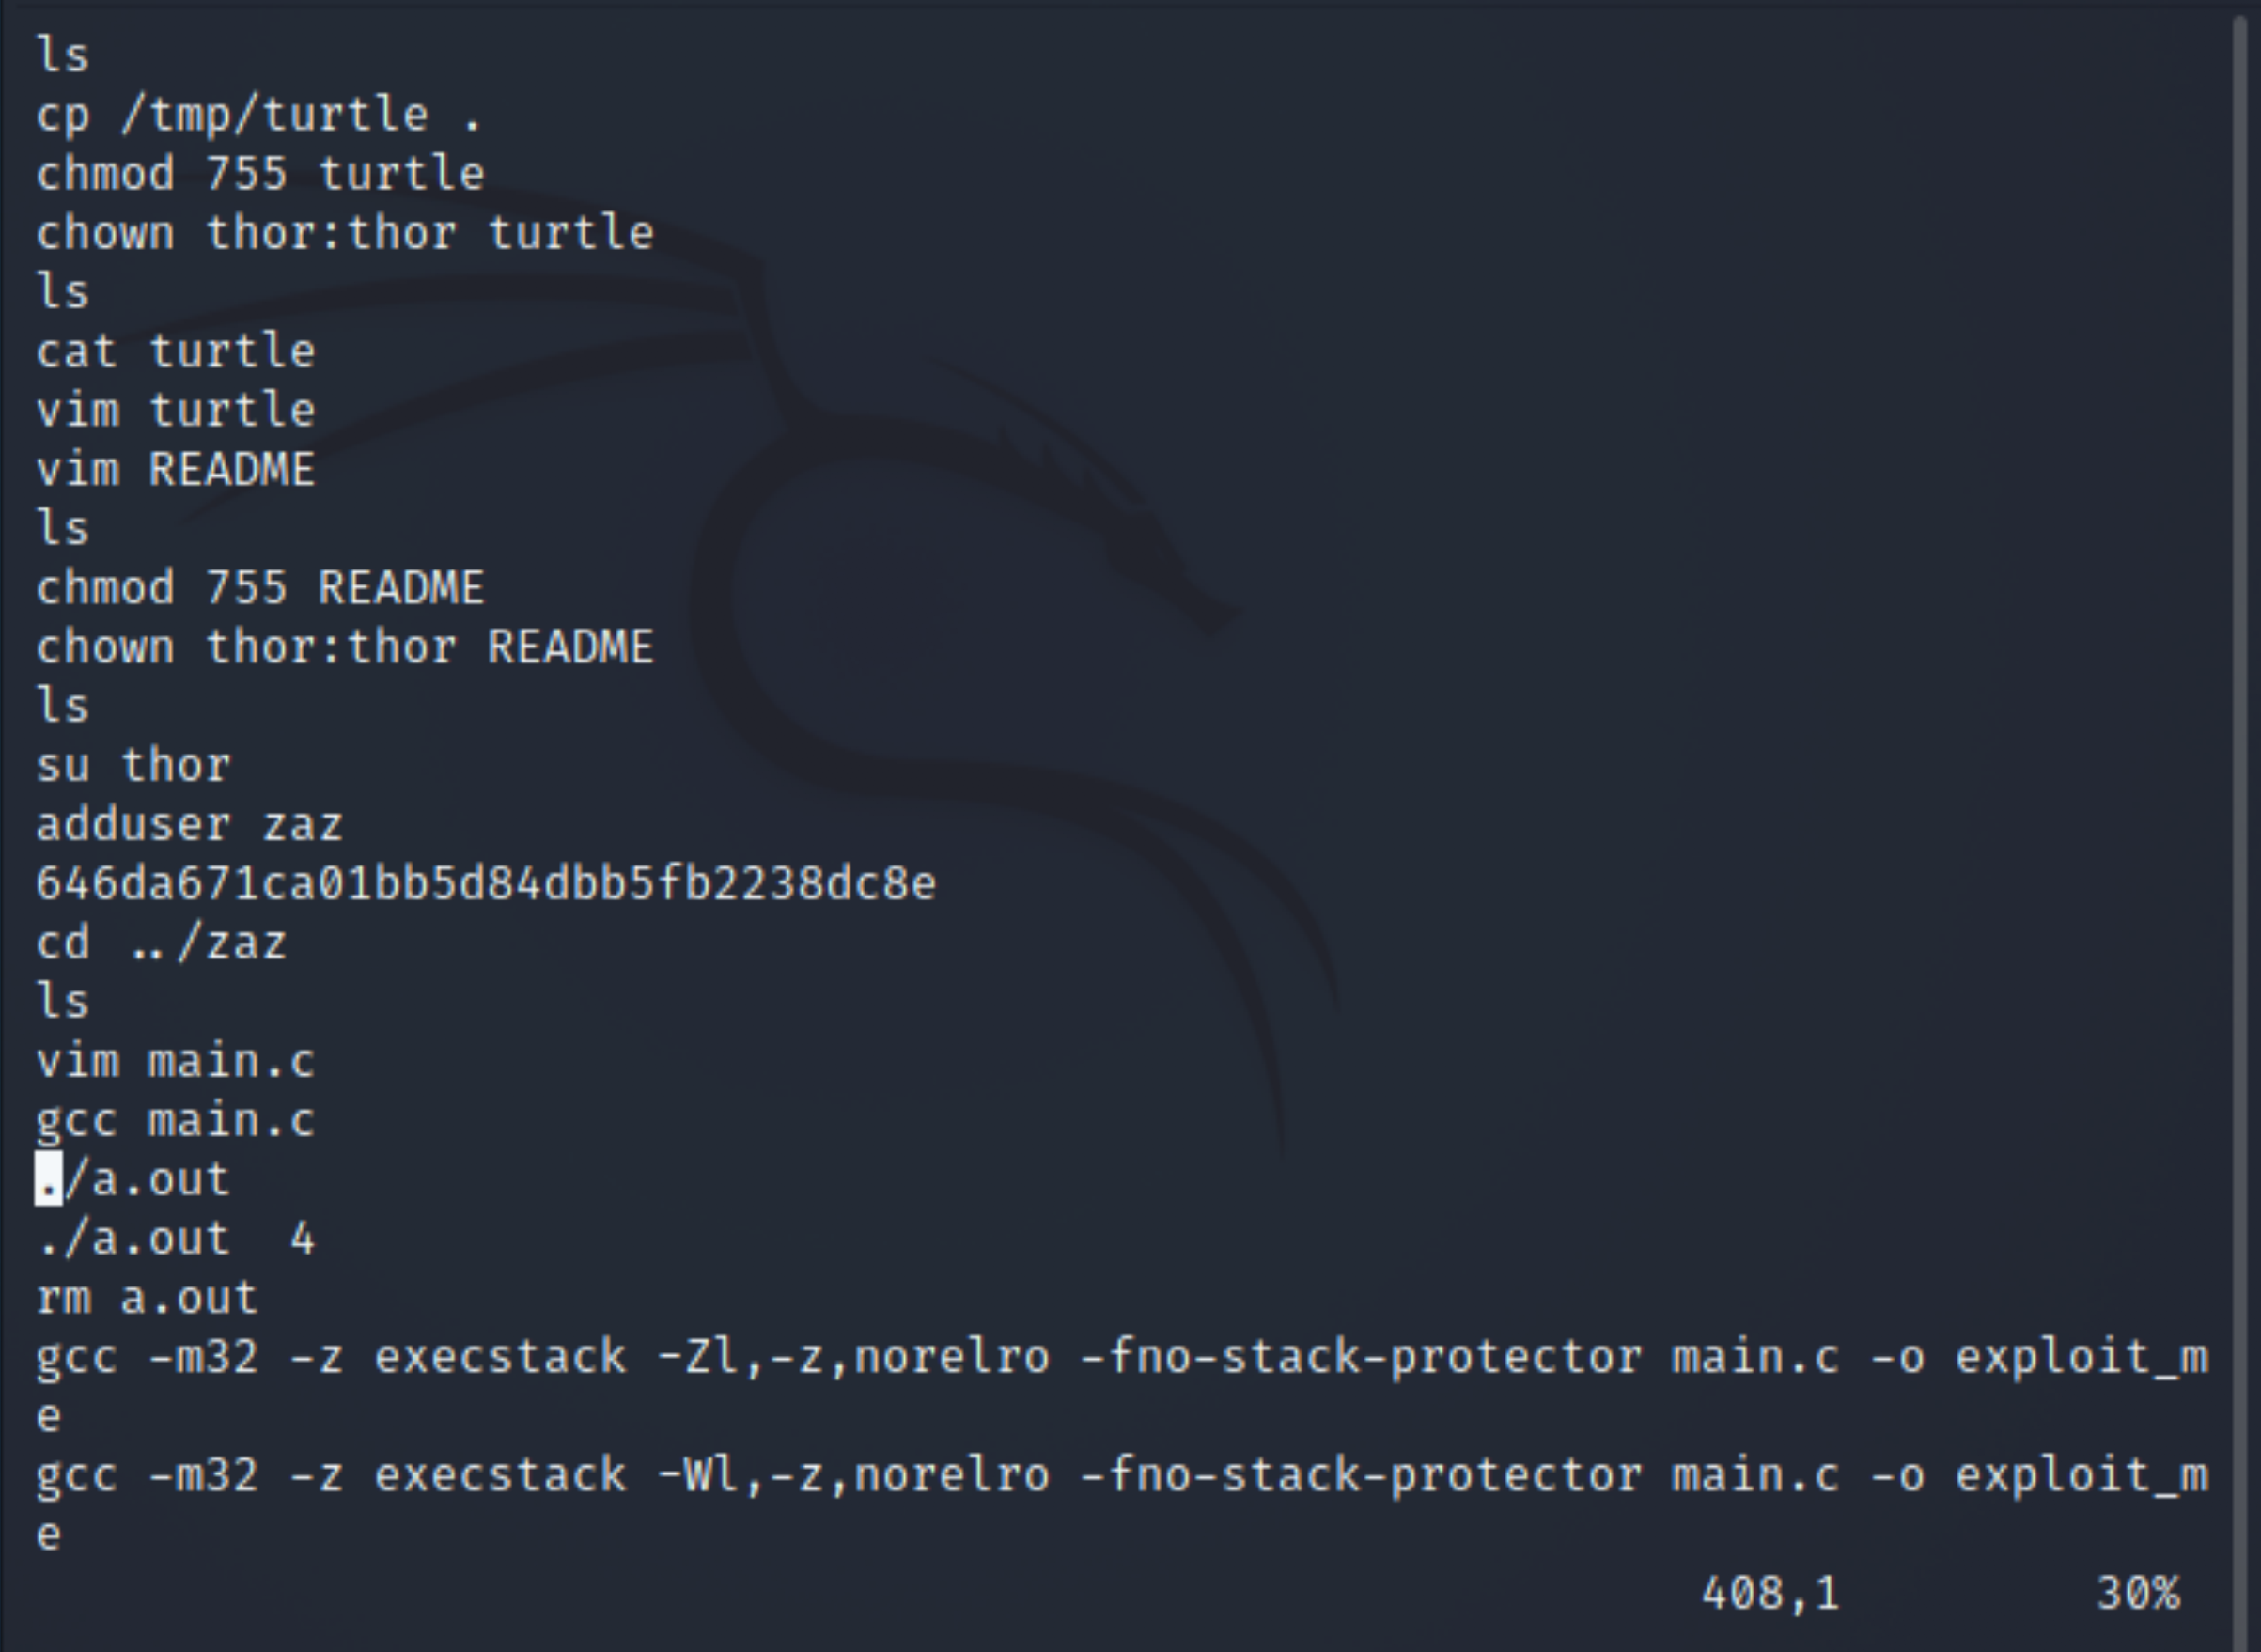 ls
cp /tmp/turtle .
chmod 755 turtle
chown thor:thor turtle
ls
cat turtle
vim turtle
vim README
ls
chmod 755 README
chown thor:thor README
ls
su thor
adduser zaz
646da671ca01bb5d84dbb5fb2238dc8e
cd ../zaz
ls
vim main.c
gcc main.c
./a.out
./a.out  4
rm a.out
gcc -m32 -z execstack -Zl,-z,norelro -fno-stack-protector main.c -o exploit_m
e
gcc -m32 -z execstack -Wl,-z,norelro -fno-stack-protector main.c -o exploit_m
e
408,1 30%